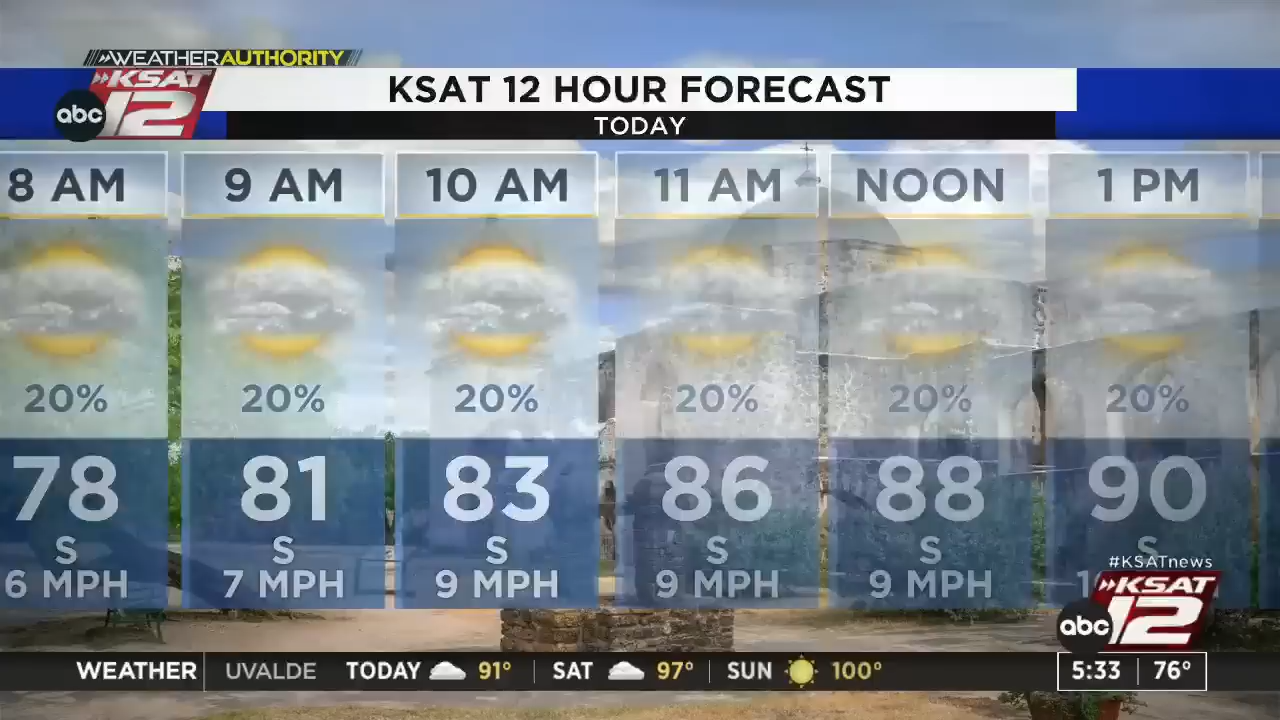 WEATHERAUTHORITY
KSAT
abc 12
KSAT 12 HOUR FORECAST
TODAY
8 AM 9 AM 10 AM 11 AM NOON 1 PM
20% 20% 20% 20% 20% 20%
78 81 83 86 88 90
S S S S S S
6 MPH 7 MPH 9 MPH 9 MPH 9 MPH
#KSATnews
KSAT
abc 12
WEATHER UVALDE TODAY 91° SAT 97° SUN 100° 5:33 76°